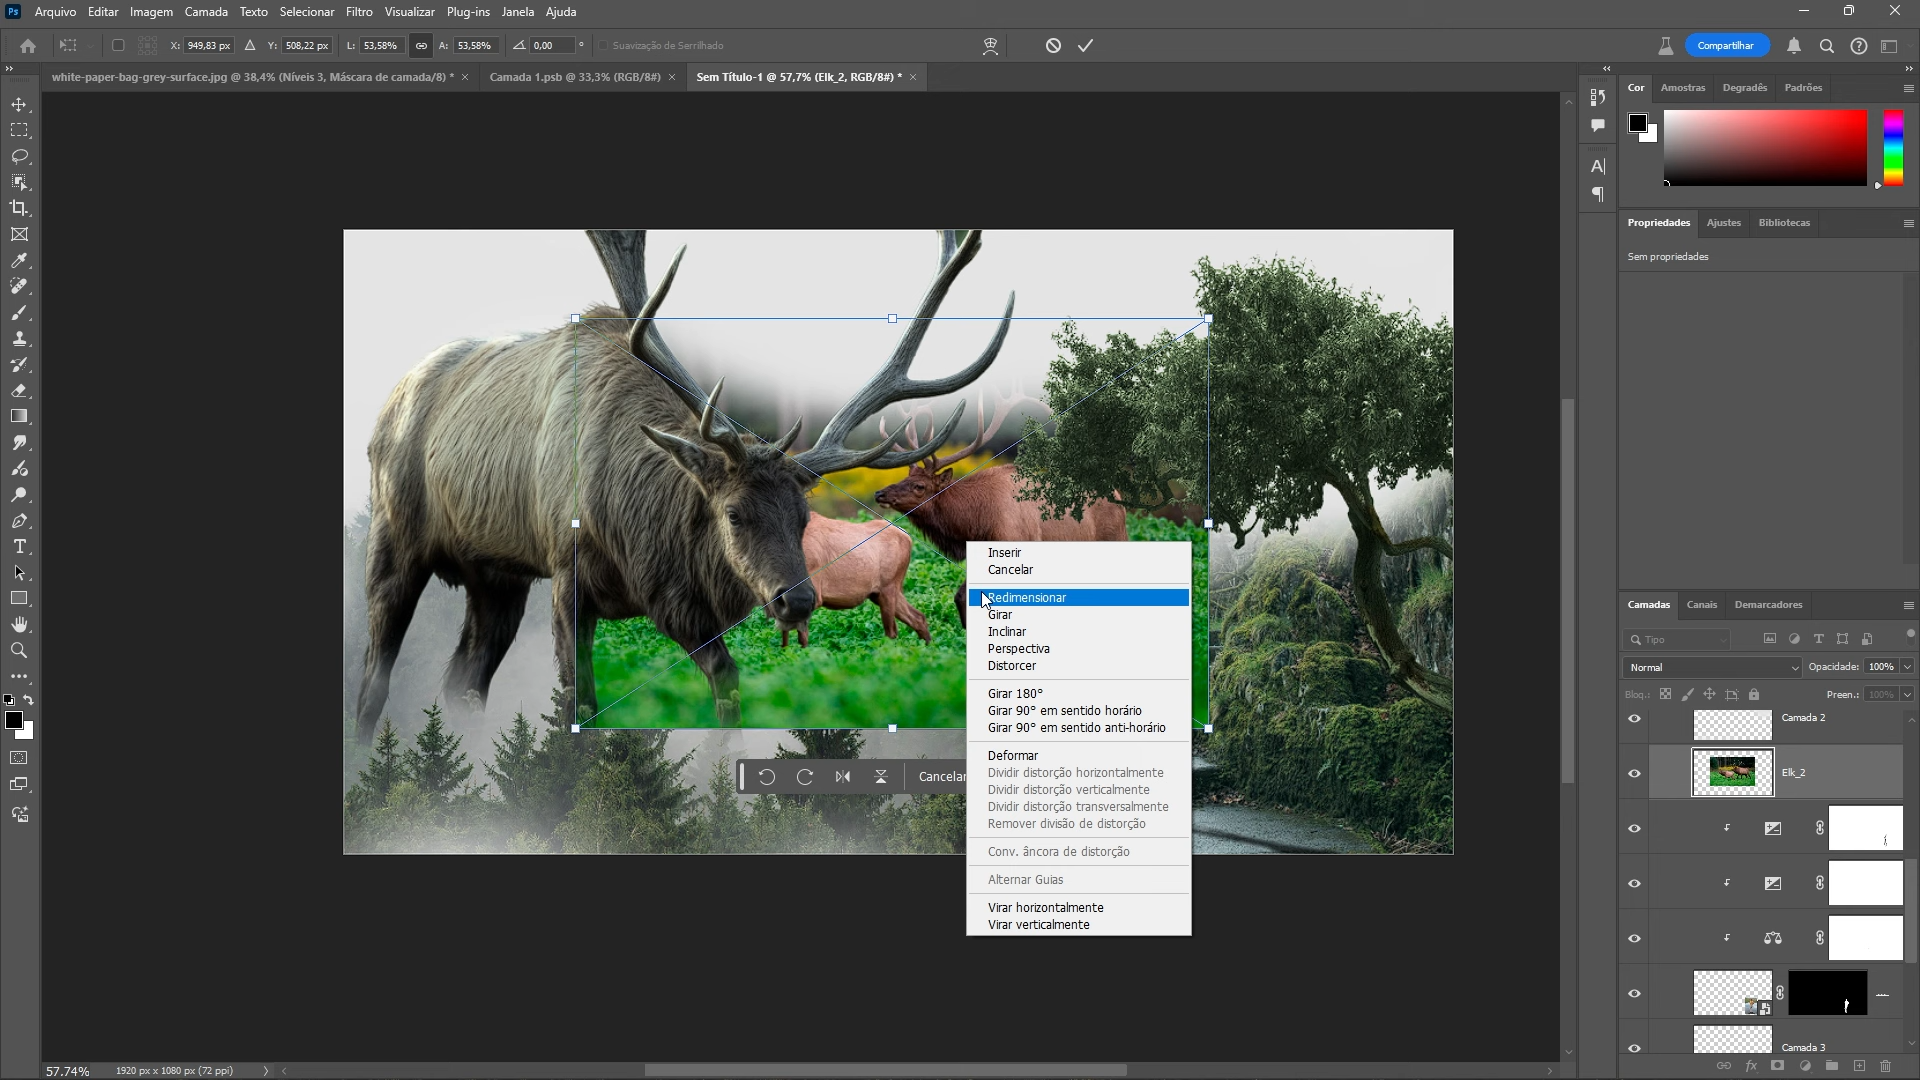 Ps Arquivo Editar Imagem Camada Texto Selecionar Filtro Visualizar Plug-ins Janela Ajuda
X: 949,83 px Y: 508,22 px L: 53,58% A: 53,58% 0,00 ° Suavização de Serrilhado Compartilhar
white-paper-bag-grey-surface.jpg @ 38,4% (Níveis 3, Máscara de camada/8) * Camada 1.psb @ 33,3% (RGB/8#) Sem Título-1 @ 57,7% (Elk_2, RGB/8#) *
Cor Amostras Degradês Padrões
Propriedades Ajustes Bibliotecas
Sem propriedades
Inserir
Cancelar
Redimensionar
Girar
Inclinar
Perspectiva
Distorcer
Girar 180°
Girar 90° em sentido horário
Girar 90° em sentido anti-horário
Deformar
Dividir distorção horizontalmente
Dividir distorção verticalmente
Dividir distorção transversalmente
Remover divisão de distorção
Conv. âncora de distorção
Alternar Guias
Virar horizontalmente
Virar verticalmente
Cancelar
Camadas Canais Demarcadores
Tipo
Normal Opacidade: 100%
Bloq.: Preen.: 100%
Camada 2
Elk_2
Camada 3
57.74% 1920 px x 1080 px (72 ppi)